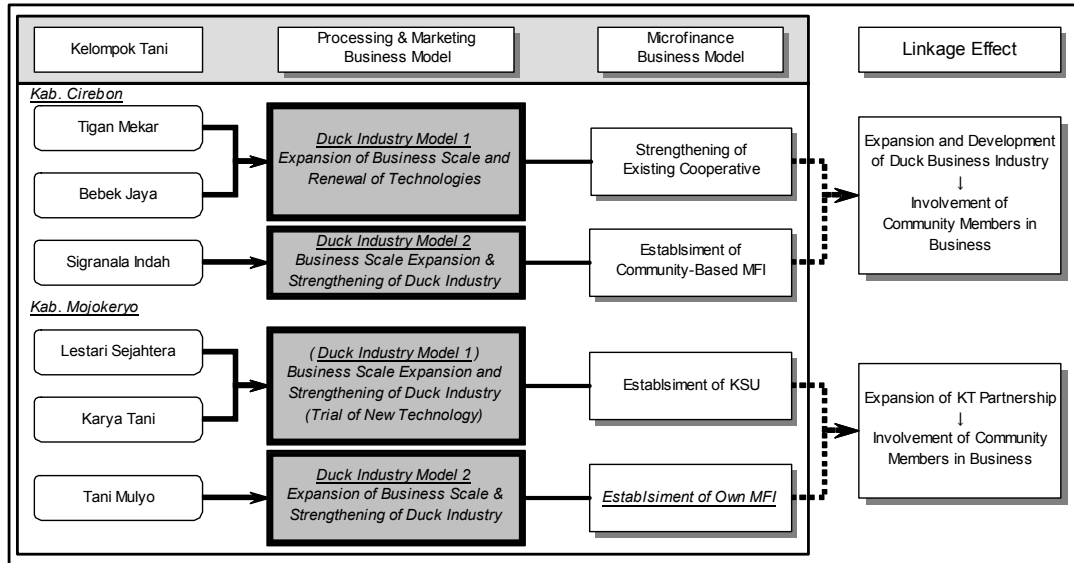 Kelompok Tani
Processing & Marketing
Business Model
Microfinance
Business Model
Linkage Effect
Kab. Cirebon
Tigan Mekar
Bebek Jaya
Duck Industry Model 1
Expansion of Business Scale and
Renewal of Technologies
Strengthening of
Existing Cooperative
Expansion and Development
of Duck Business Industry
↓
Involvement of
Community Members in
Business
Sigranala Indah
Duck Industry Model 2
Business Scale Expansion &
Strengthening of Duck Industry
Establsiment of
Community-Based MFI
Kab. Mojokeryo
Lestari Sejahtera
Karya Tani
(Duck Industry Model 1)
Business Scale Expansion and
Strengthening of Duck Industry
(Trial of New Technology)
Establsiment of KSU
Expansion of KT Partnership
↓
Involvement of Community
Members in Business
Tani Mulyo
Duck Industry Model 2
Expansion of Business Scale &
Strengthening of Duck Industry
Establsiment of Own MFI